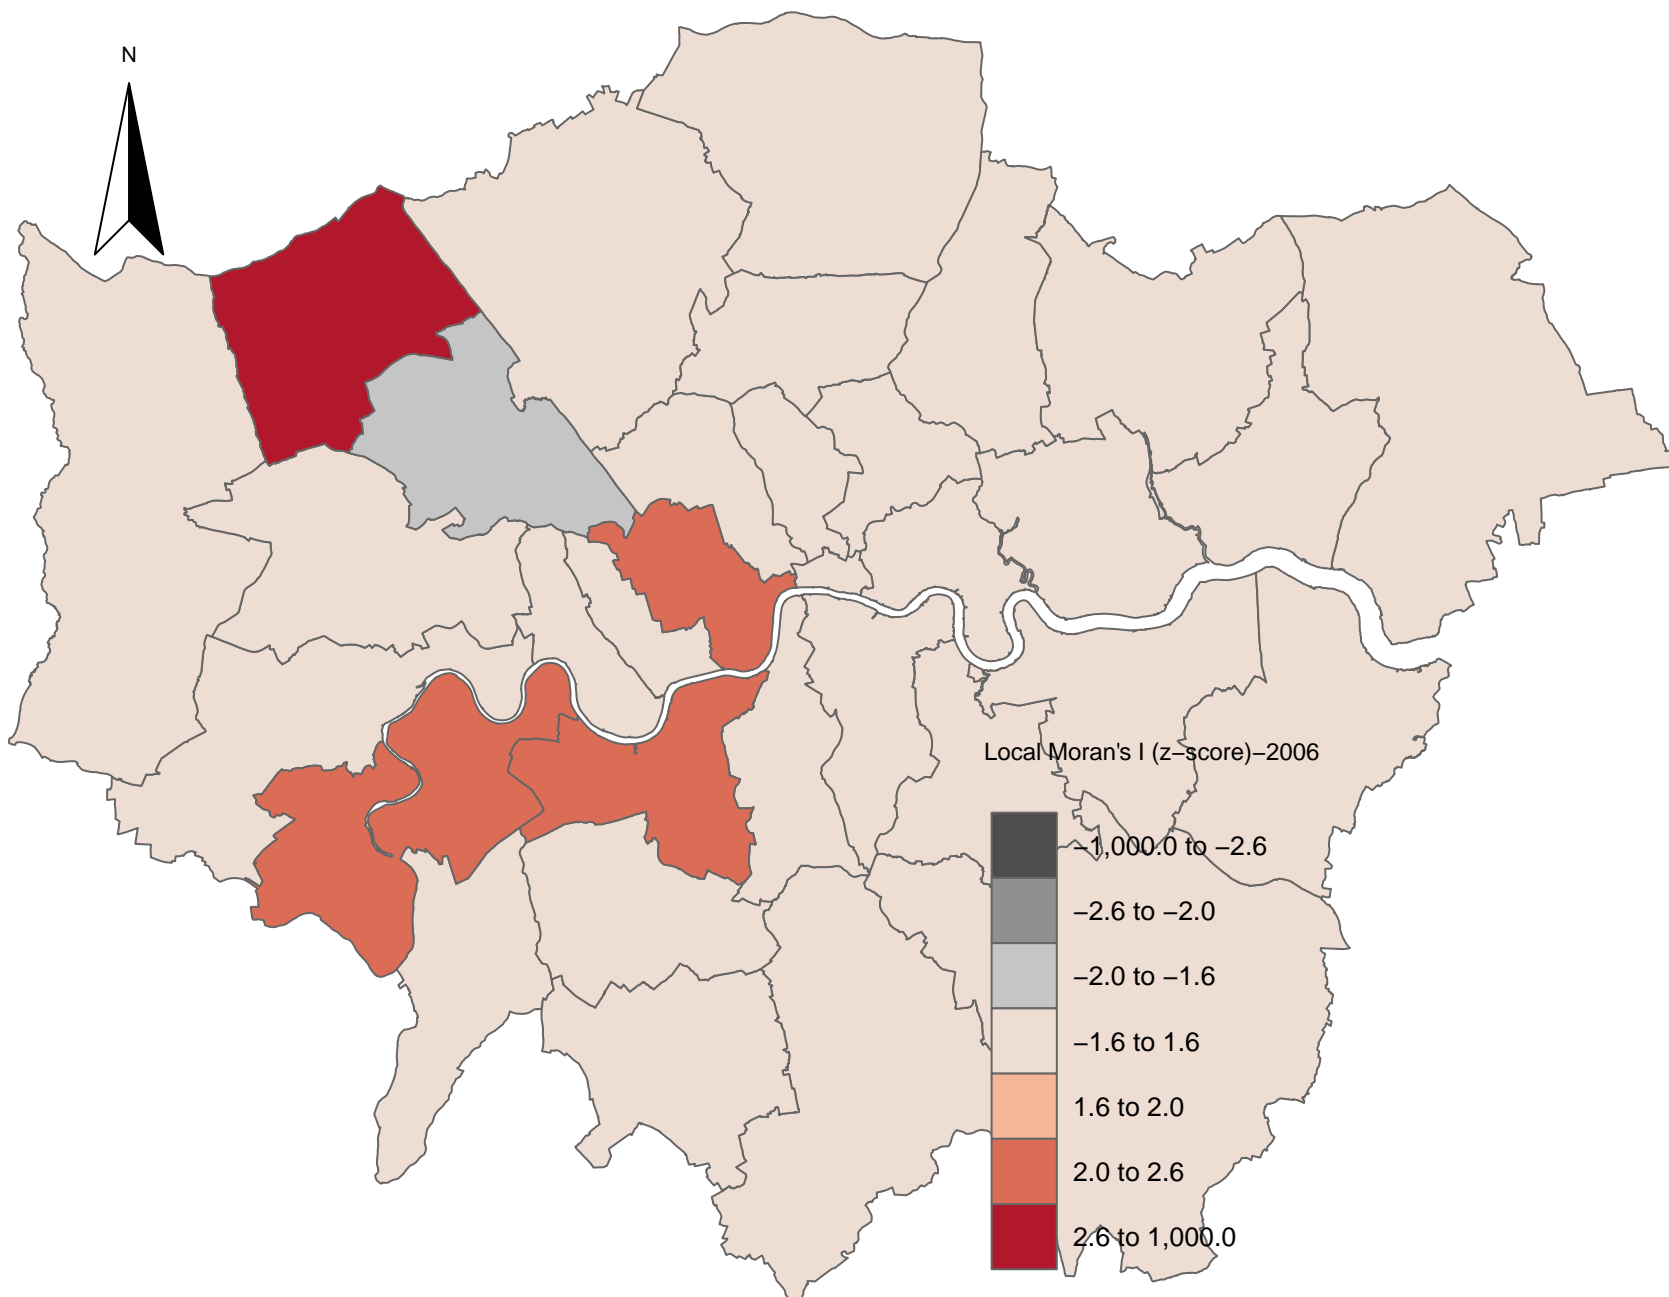 N
Local Moran's I (z−score)−2006
−1,000.0 to −2.6
−2.6 to −2.0
−2.0 to −1.6
−1.6 to 1.6
1.6 to 2.0
2.0 to 2.6
2.6 to 1,000.0